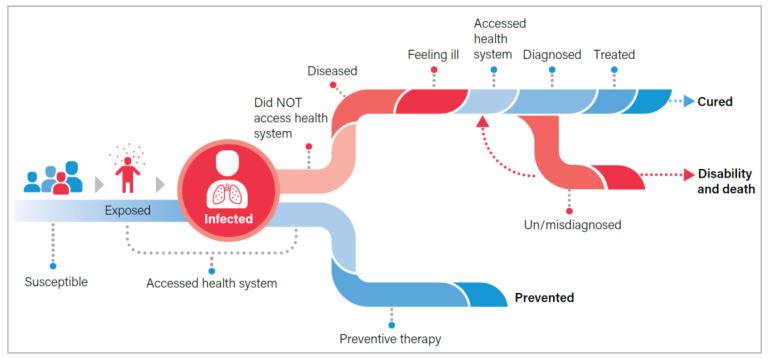 Accessed
health
system
Feeling ill
Diagnosed
Treated
Diseased
Did NOT
access health
system
Cured
Disability
and death
Un/misdiagnosed
Exposed
Infected
Susceptible
Accessed health system
Prevented
Preventive therapy